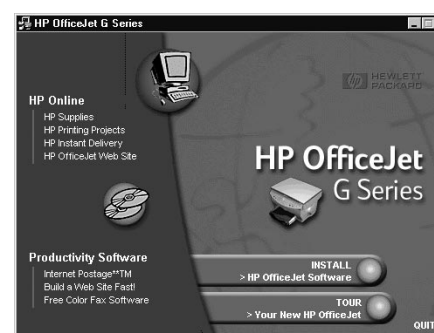 HP OfficeJet G Series
HP Online
HP Supplies
HP Printing Projects
HP Instant Delivery
HP OfficeJet Web Site
hp HEWLETT
PACKARD
HP OfficeJet
G Series
Productivity Software
Internet Postage**TM
Build a Web Site Fast!
Free Color Fax Software
INSTALL
> HP OfficeJet Software
TOUR
> Your New HP OfficeJet
QUIT